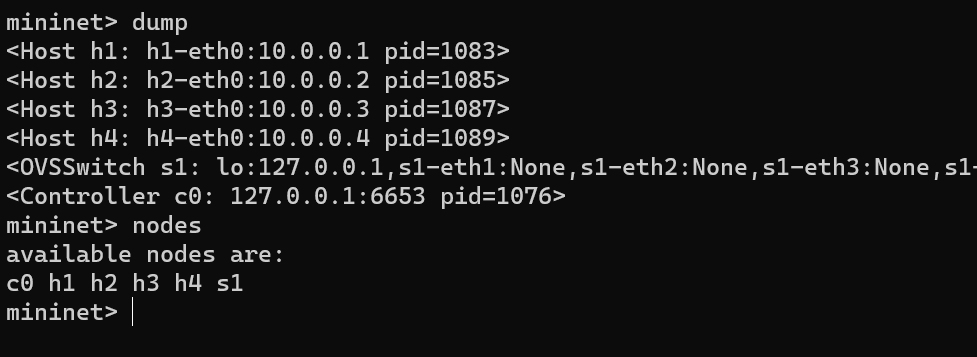 mininet> dump
<Host h1: h1-eth0:10.0.0.1 pid=1083>
<Host h2: h2-eth0:10.0.0.2 pid=1085>
<Host h3: h3-eth0:10.0.0.3 pid=1087>
<Host h4: h4-eth0:10.0.0.4 pid=1089>
<OVSSwitch s1: lo:127.0.0.1,s1-eth1:None,s1-eth2:None,s1-eth3:None,s1-
<Controller c0: 127.0.0.1:6653 pid=1076>
mininet> nodes
available nodes are:
c0 h1 h2 h3 h4 s1
mininet>